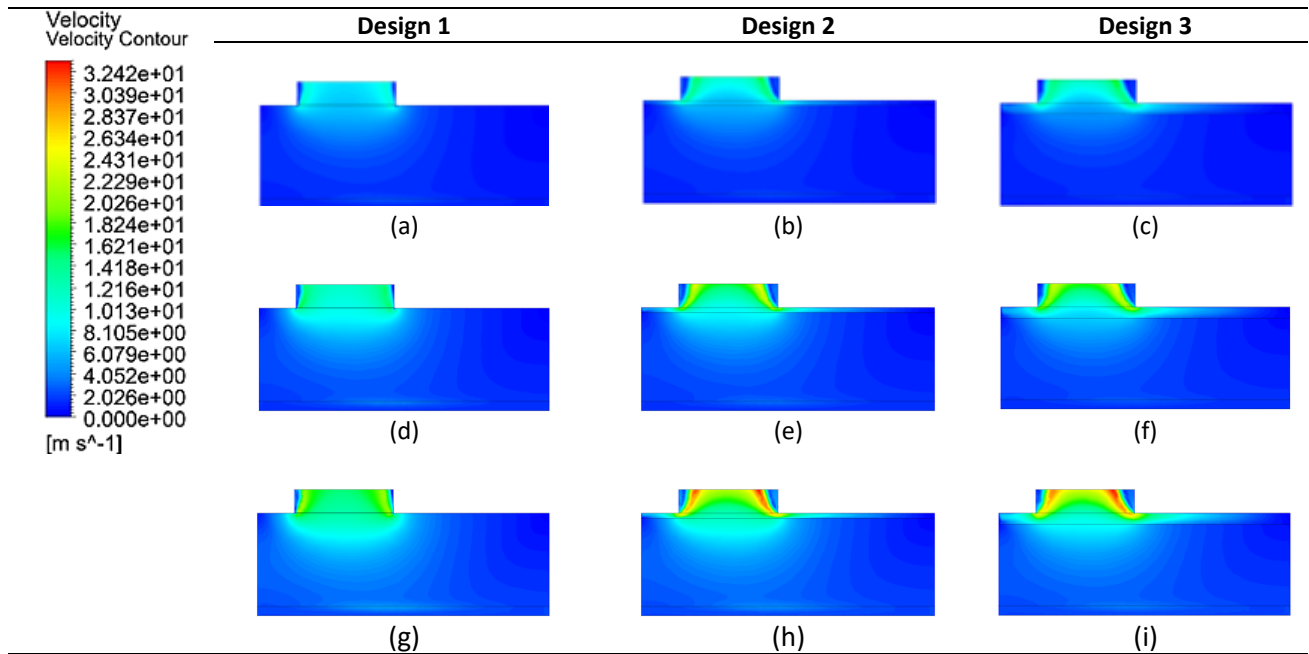 Velocity
Velocity Contour
Design 1
Design 2
Design 3
3.242e+01
3.039e+01
2.837e+01
2.634e+01
2.431e+01
2.229e+01
2.026e+01
1.824e+01
1.621e+01
1.418e+01
1.216e+01
1.013e+01
8.105e+00
6.079e+00
4.052e+00
2.026e+00
0.000e+00
[m s^-1]
(a)
(b)
(c)
(d)
(e)
(f)
(g)
(h)
(i)